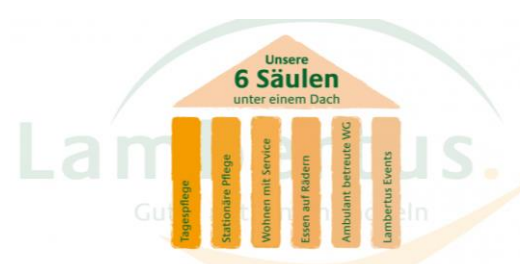 Unsere
6 Säulen
unter einem Dach
Tagespflege
Stationäre Pflege
Wohnen mit Service
Essen auf Rädern
Ambulant betreute WG
Lambertus Events
Lambertus.